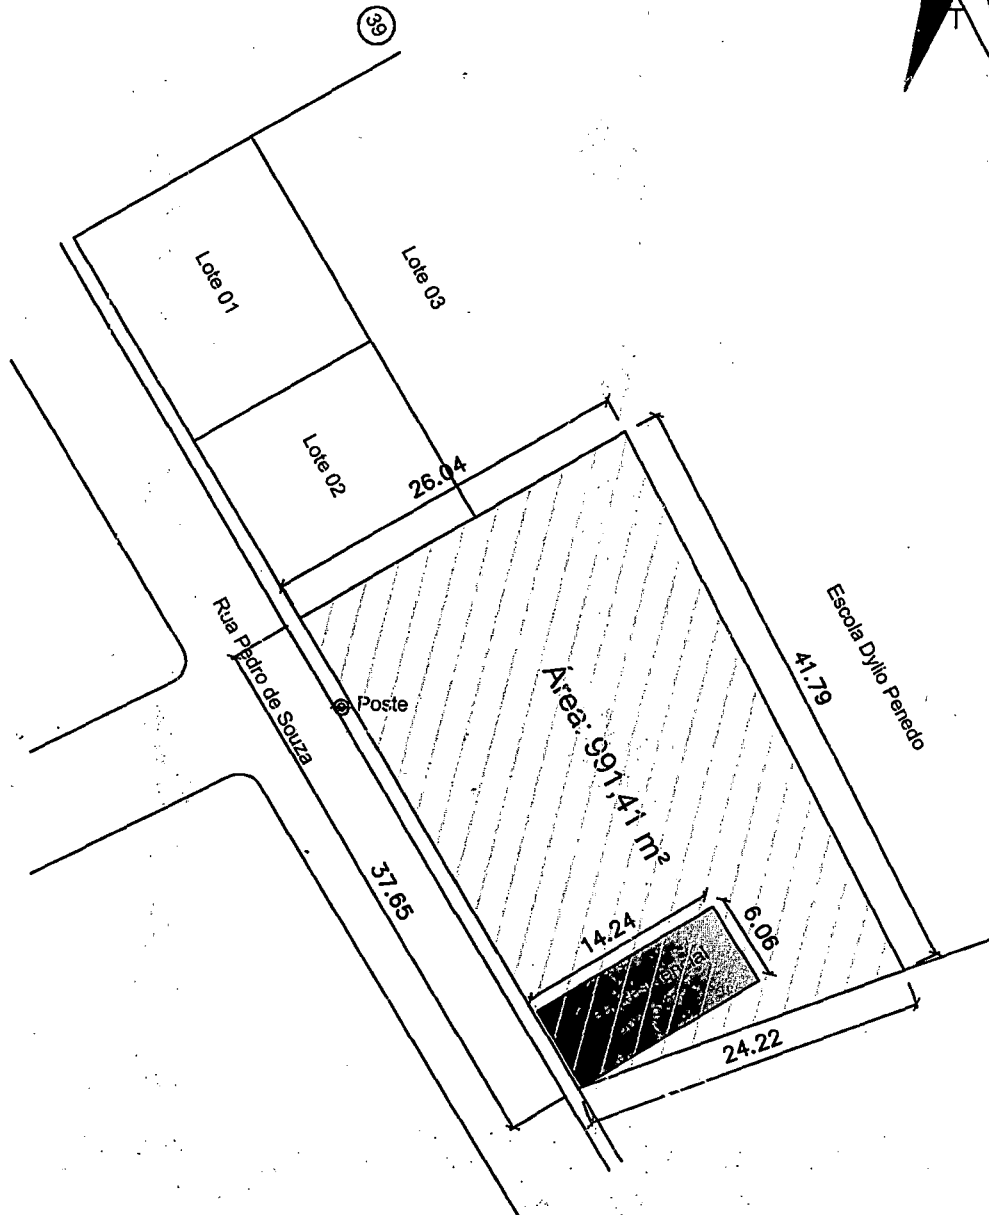 39
Lote 01
Lote 03
Lote 02
26.04
Rua Pedro de Souza
Poste
Área: 991,41 m²
41.79
Escola Dylio Penedo
37.65
14.24
6.06
24.22